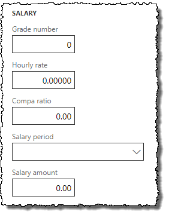 SALARY
Grade number
0
Hourly rate
0.00000
Compa ratio
0.00
Salary period
Salary amount
0.00